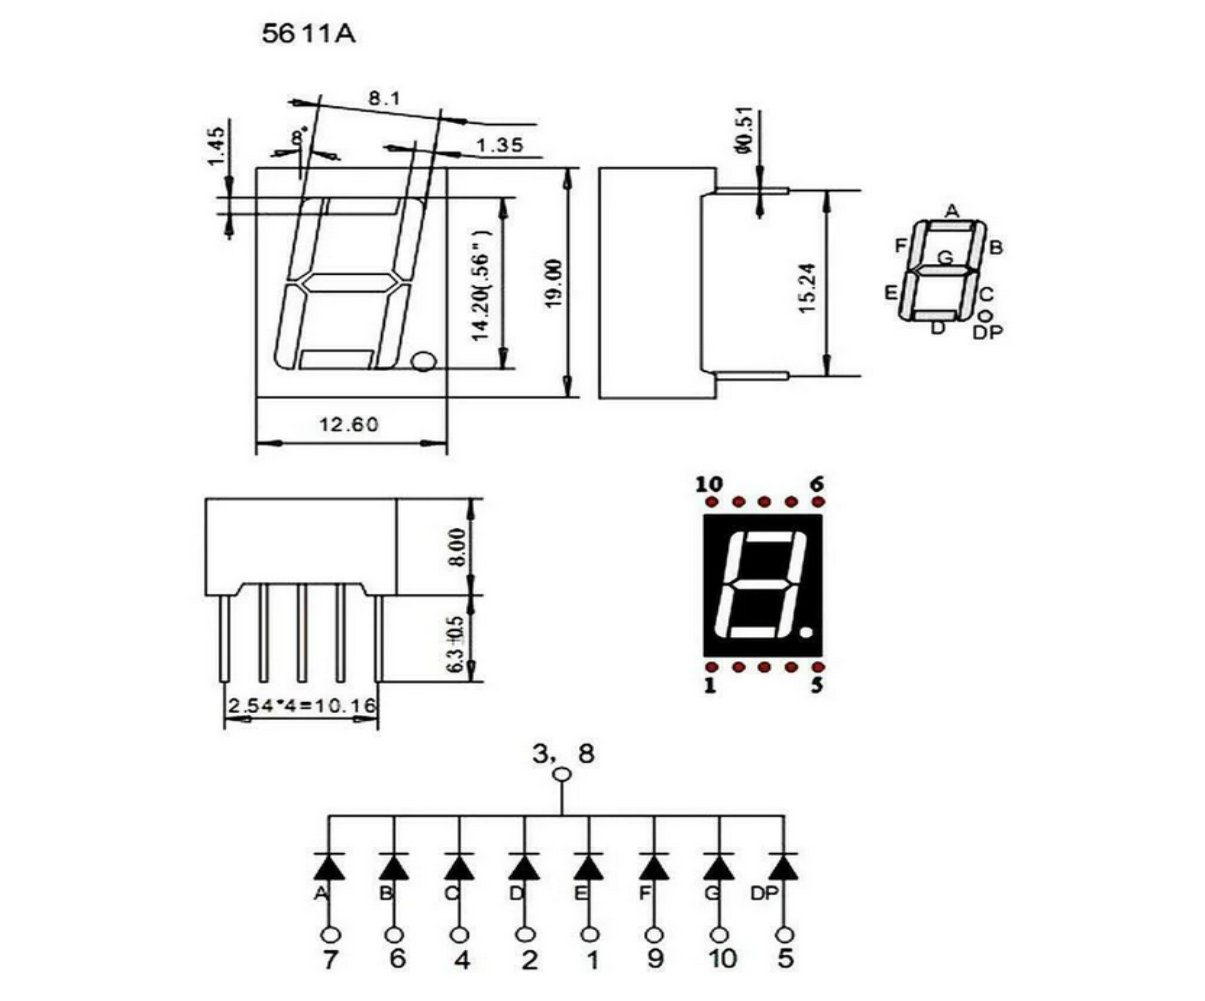 5611A
8.1
8°
1.35
1.45
14.20(.56")
19.00
12.60
ϕ0.51
15.24
A
F
B
G
E
C
D
DP
8.00
6.3±0.5
2.54*4=10.16
10 6
1 5
3, 8
A B C D E F G DP
7 6 4 2 1 9 10 5